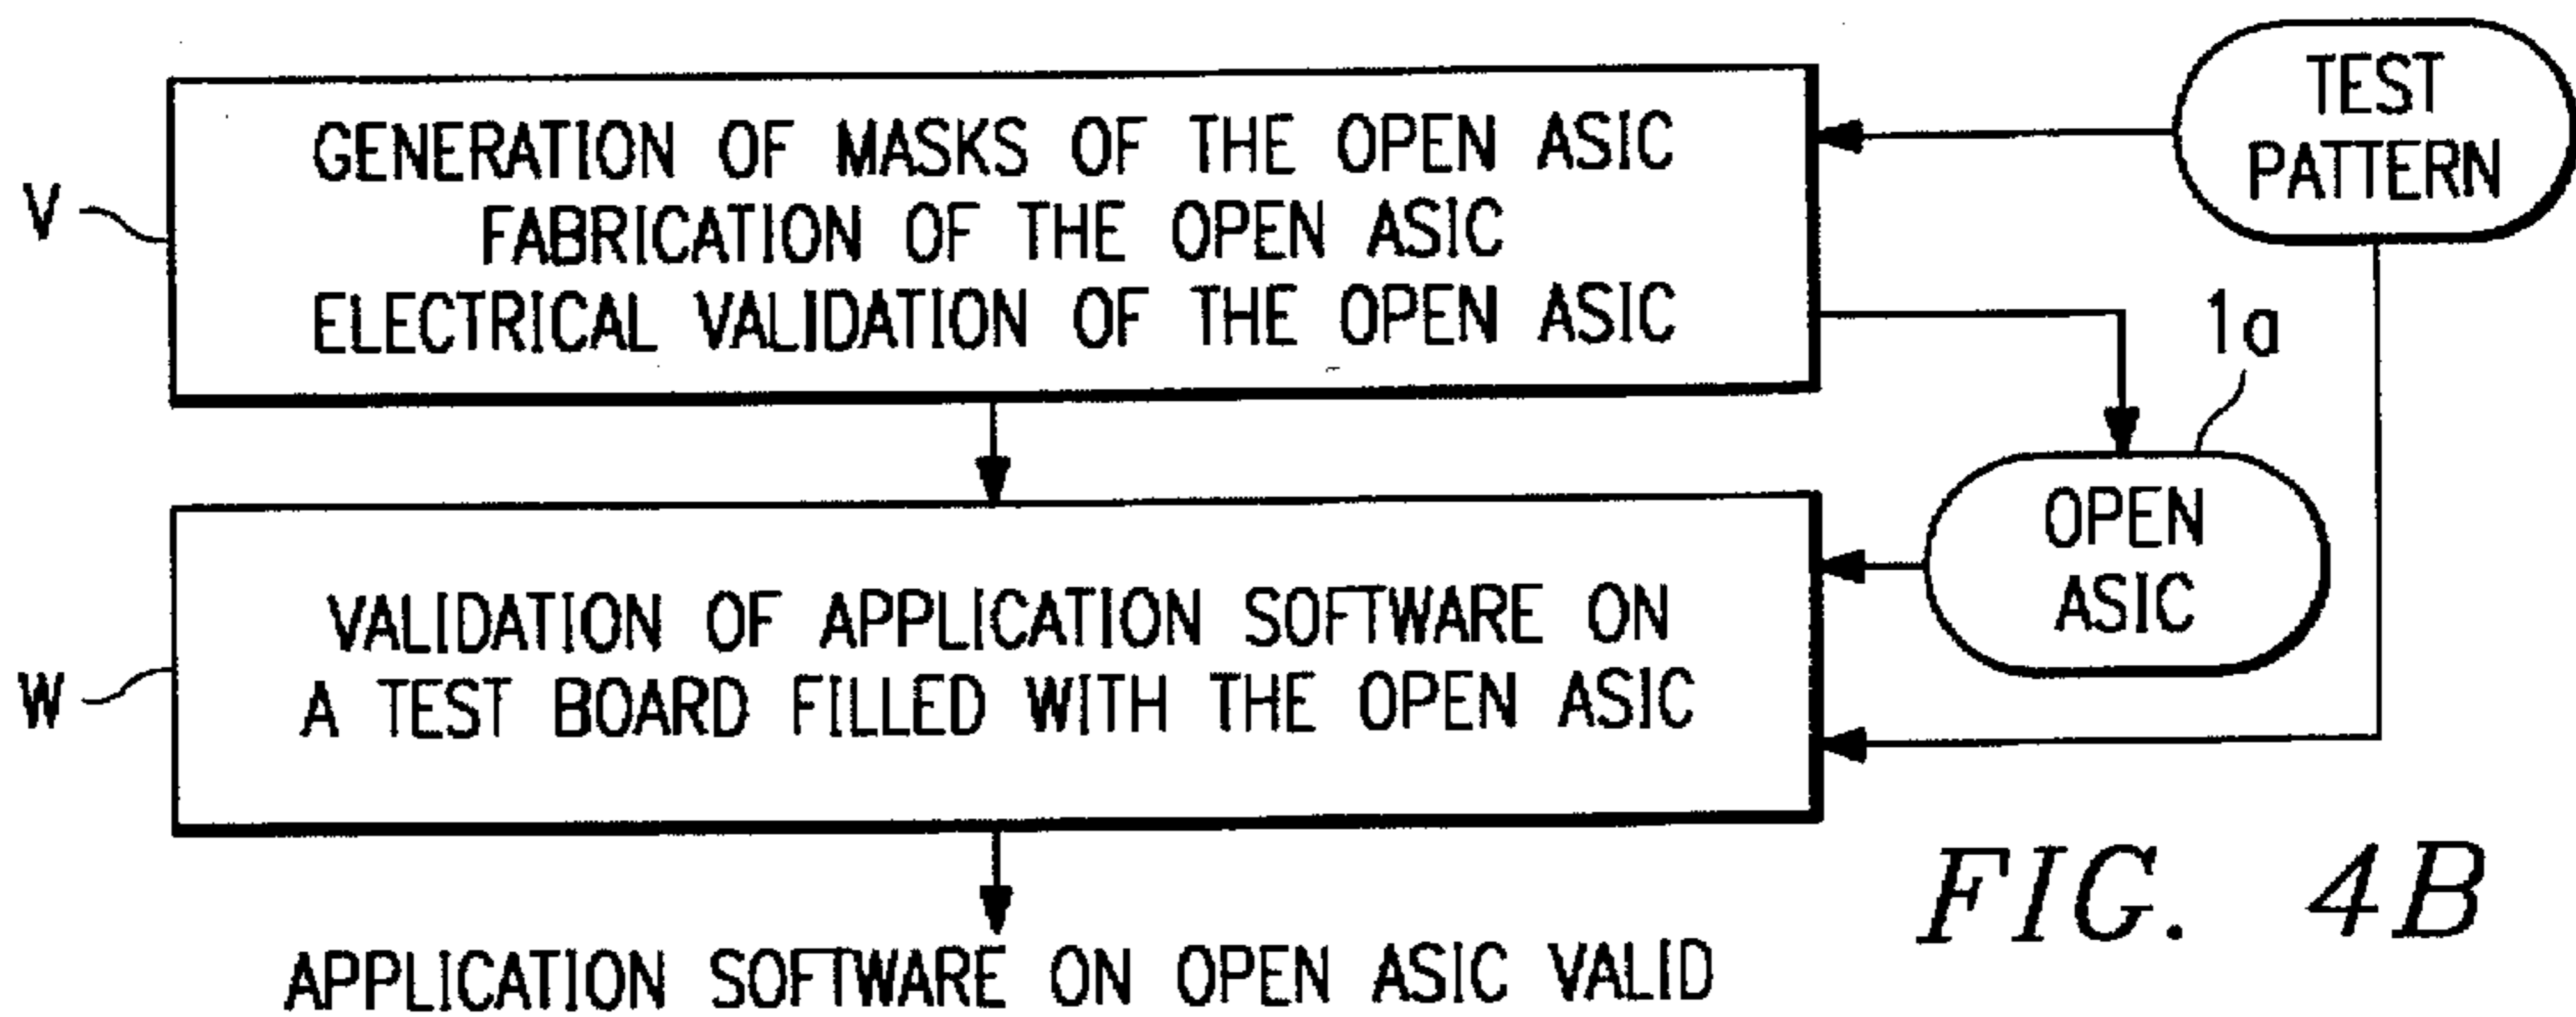 TEST
PATTERN
V
GENERATION OF MASKS OF THE OPEN ASIC
FABRICATION OF THE OPEN ASIC
ELECTRICAL VALIDATION OF THE OPEN ASIC
1a
OPEN
ASIC
W
VALIDATION OF APPLICATION SOFTWARE ON
A TEST BOARD FILLED WITH THE OPEN ASIC
APPLICATION SOFTWARE ON OPEN ASIC VALID
FIG. 4B